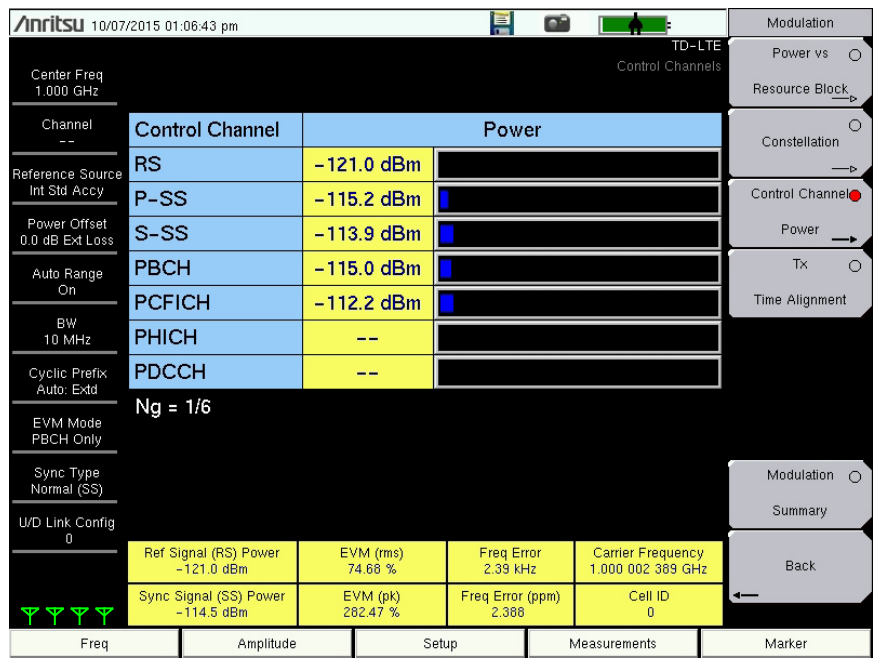 Anritsu 10/07/2015 01:06:43 pm
Modulation
TD-LTE
Control Channels
Center Freq
1.000 GHz
Channel
--
Reference Source
Int Std Accy
Power Offset
0.0 dB Ext Loss
Auto Range
On
BW
10 MHz
Cyclic Prefix
Auto: Extd
EVM Mode
PBCH Only
Sync Type
Normal (SS)
U/D Link Config
0
Control Channel Power
RS -121.0 dBm
P-SS -115.2 dBm
S-SS -113.9 dBm
PBCH -115.0 dBm
PCFICH -112.2 dBm
PHICH --
PDCCH --
Ng = 1/6
Ref Signal (RS) Power
-121.0 dBm
EVM (rms)
74.68 %
Freq Error
2.39 kHz
Carrier Frequency
1.000 002 389 GHz
Sync Signal (SS) Power
-114.5 dBm
EVM (pk)
282.47 %
Freq Error (ppm)
2.388
Cell ID
0
Power vs
Resource Block
Constellation
Control Channel
Power
Tx
Time Alignment
Modulation
Summary
Back
Freq Amplitude Setup Measurements Marker